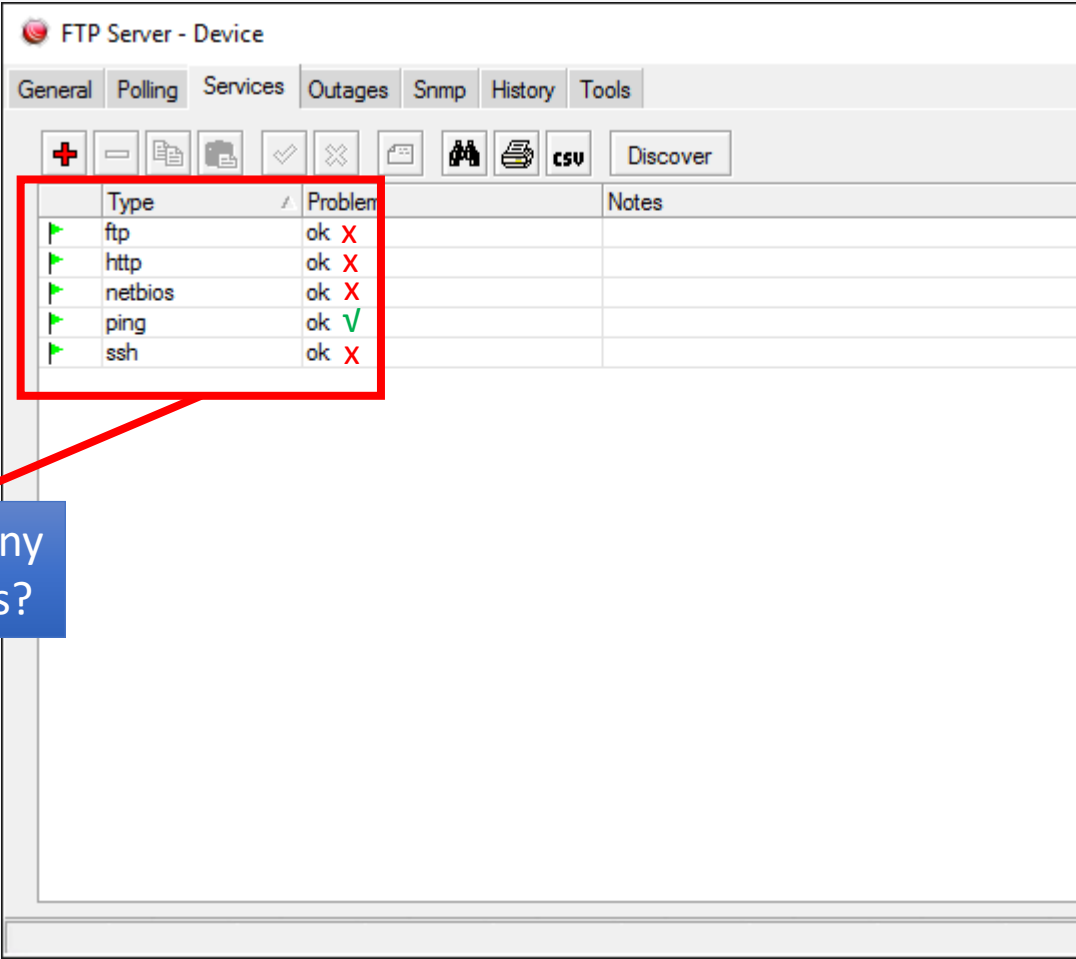 FTP Server - Device
General Polling Services Outages Snmp History Tools
csv Discover
Type Problem Notes
ftp ok X
http ok X
netbios ok X
ping ok √
ssh ok X
ny
s?